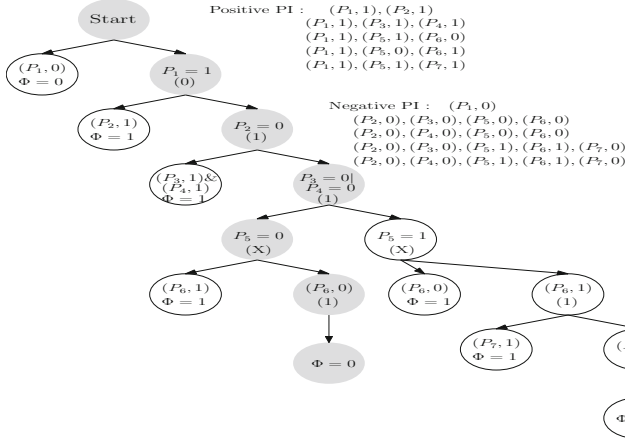 Start
Positive PI : (P₁, 1), (P₂, 1)
(P₁, 1), (P₃, 1), (P₄, 1)
(P₁, 1), (P₅, 1), (P₆, 0)
(P₁, 1), (P₅, 0), (P₆, 1)
(P₁, 1), (P₅, 1), (P₇, 1)
(P₁, 0)
Φ = 0
P₁ = 1
(0)
Negative PI : (P₁, 0)
(P₂, 0), (P₃, 0), (P₅, 0), (P₆, 0)
(P₂, 0), (P₄, 0), (P₅, 0), (P₆, 0)
(P₂, 0), (P₃, 0), (P₅, 1), (P₆, 1), (P₇, 0)
(P₂, 0), (P₄, 0), (P₅, 1), (P₆, 1), (P₇, 0)
(P₂, 1)
Φ = 1
P₂ = 0
(1)
(P₃, 1)&
(P₄, 1)
Φ = 1
P₃ = 0|
P₄ = 0
(1)
P₅ = 0
(X)
P₅ = 1
(X)
(P₆, 1)
Φ = 1
(P₆, 0)
(1)
(P₆, 0)
Φ = 1
(P₆, 1)
(1)
Φ = 0
(P₇, 1)
Φ = 1
(
Φ